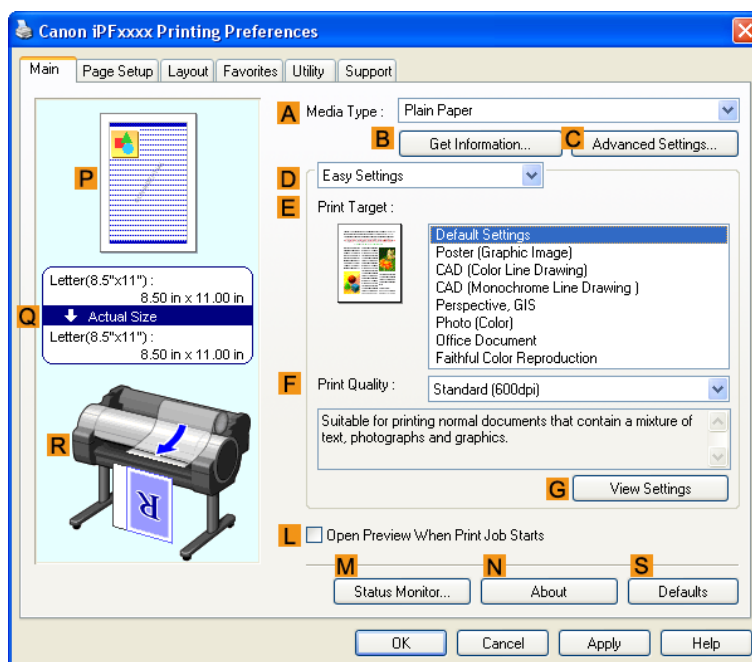 Canon iPFxxxx Printing Preferences
Main Page Setup Layout Favorites Utility Support
A Media Type : Plain Paper
B Get Information... C Advanced Settings...
D Easy Settings
E Print Target :
Default Settings
Poster (Graphic Image)
CAD (Color Line Drawing)
CAD (Monochrome Line Drawing )
Perspective, GIS
Photo (Color)
Office Document
Faithful Color Reproduction
F Print Quality : Standard (600dpi)
Suitable for printing normal documents that contain a mixture of
text, photographs and graphics.
G View Settings
P
Letter(8.5"x11") :
8.50 in x 11.00 in
Q Actual Size
Letter(8.5"x11") :
8.50 in x 11.00 in
R
R
L Open Preview When Print Job Starts
M N S
Status Monitor... About Defaults
OK Cancel Apply Help